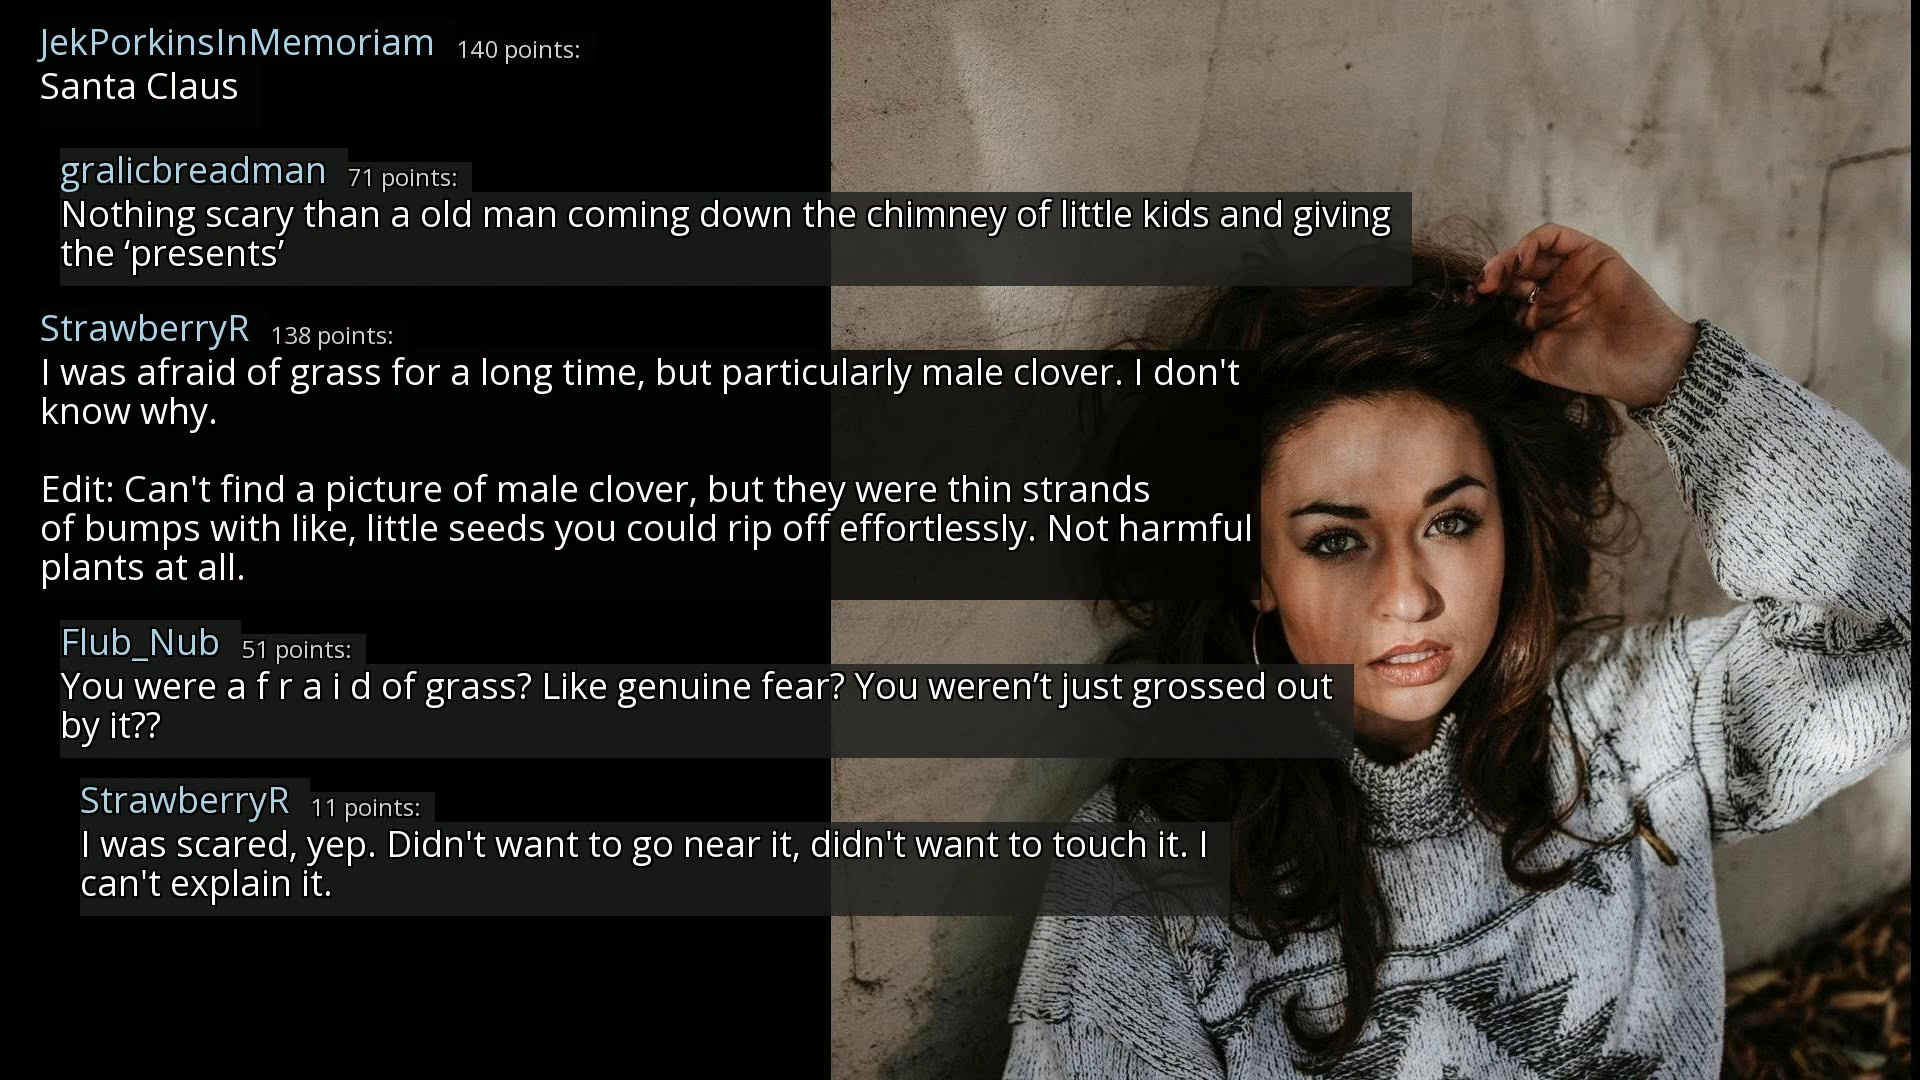 JekPorkinsInMemoriam 140 points:
Santa Claus
gralicbreadman 71 points:
Nothing scary than a old man coming down the chimney of little kids and giving
the ‘presents’
StrawberryR 138 points:
I was afraid of grass for a long time, but particularly male clover. I don't
know why.
Edit: Can't find a picture of male clover, but they were thin strands
of bumps with like, little seeds you could rip off effortlessly. Not harmful
plants at all.
Flub_Nub 51 points:
You were a f r a i d of grass? Like genuine fear? You weren’t just grossed out
by it??
StrawberryR 11 points:
I was scared, yep. Didn't want to go near it, didn't want to touch it. I
can't explain it.